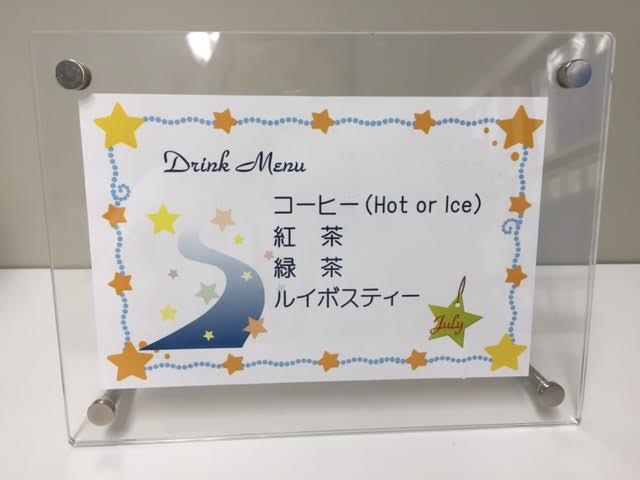 Drink Menu
コーヒー(Hot or Ice)
紅　茶
緑　茶
ルイボスティー
July